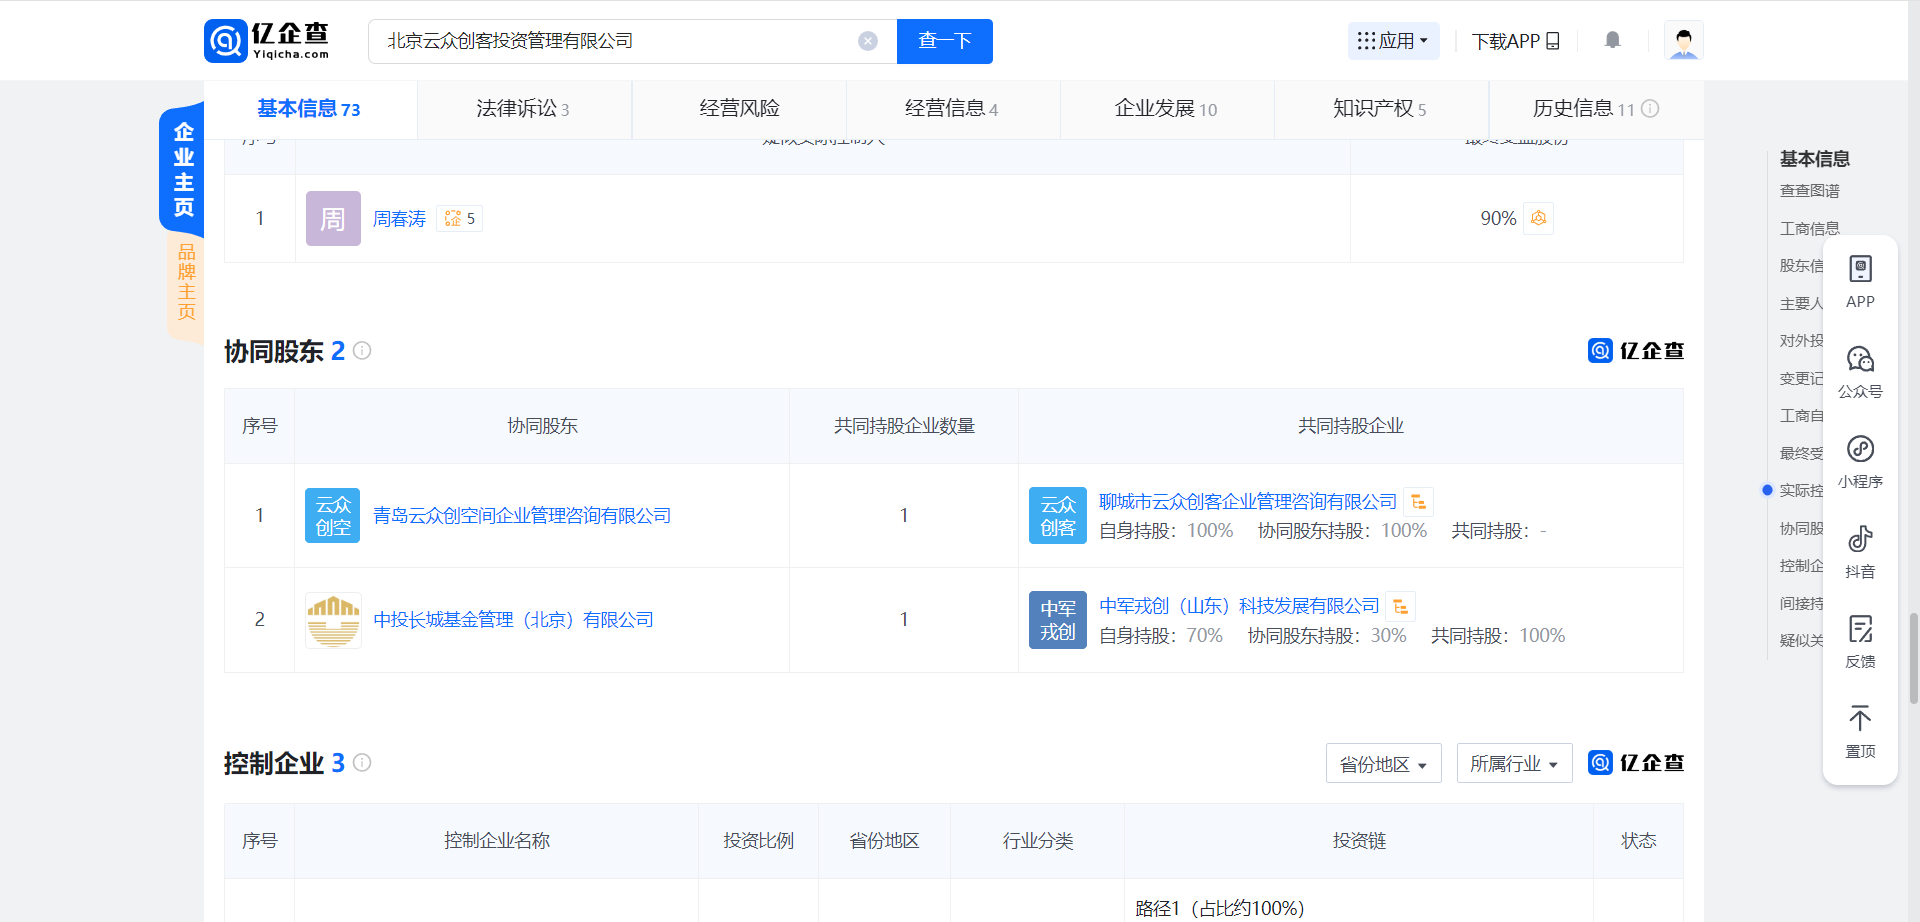 亿企查
Yiqicha.com
北京云众创客投资管理有限公司
查一下
应用
下载APP
基本信息 73
法律诉讼 3
经营风险
经营信息 4
企业发展 10
知识产权 5
历史信息 11
企业主页
品牌主页
序号
疑似实际控制人
最终受益股份
1
周
周春涛
5
90%
协同股东 2
亿企查
序号
协同股东
共同持股企业数量
共同持股企业
1
云众
创空
青岛云众创空间企业管理咨询有限公司
1
云众
创客
聊城市云众创客企业管理咨询有限公司
自身持股：100% 协同股东持股：100% 共同持股：-
2
中投长城基金管理（北京）有限公司
1
中军
戎创
中军戎创（山东）科技发展有限公司
自身持股：70% 协同股东持股：30% 共同持股：100%
控制企业 3
省份地区
所属行业
亿企查
序号
控制企业名称
投资比例
省份地区
行业分类
投资链
状态
路径1（占比约100%）
基本信息
查查图谱
工商信息
股东信
主要人
对外投
变更记
工商自
最终受
实际控
协同股
控制企
间接持
疑似关
APP
公众号
小程序
抖音
反馈
置顶